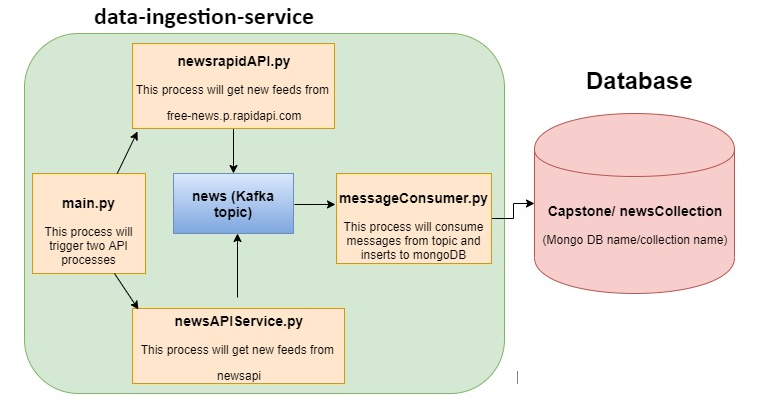 data-ingestion-service
newsrapidAPI.py
This process will get new feeds from
free-news.p.rapidapi.com
Database
main.py
This process will
trigger two API
processes
news (Kafka
topic)
messageConsumer.py
This process will consume
messages from topic and
inserts to mongoDB
Capstone/ newsCollection
(Mongo DB name/collection name)
newsAPIService.py
This process will get new feeds from
newsapi